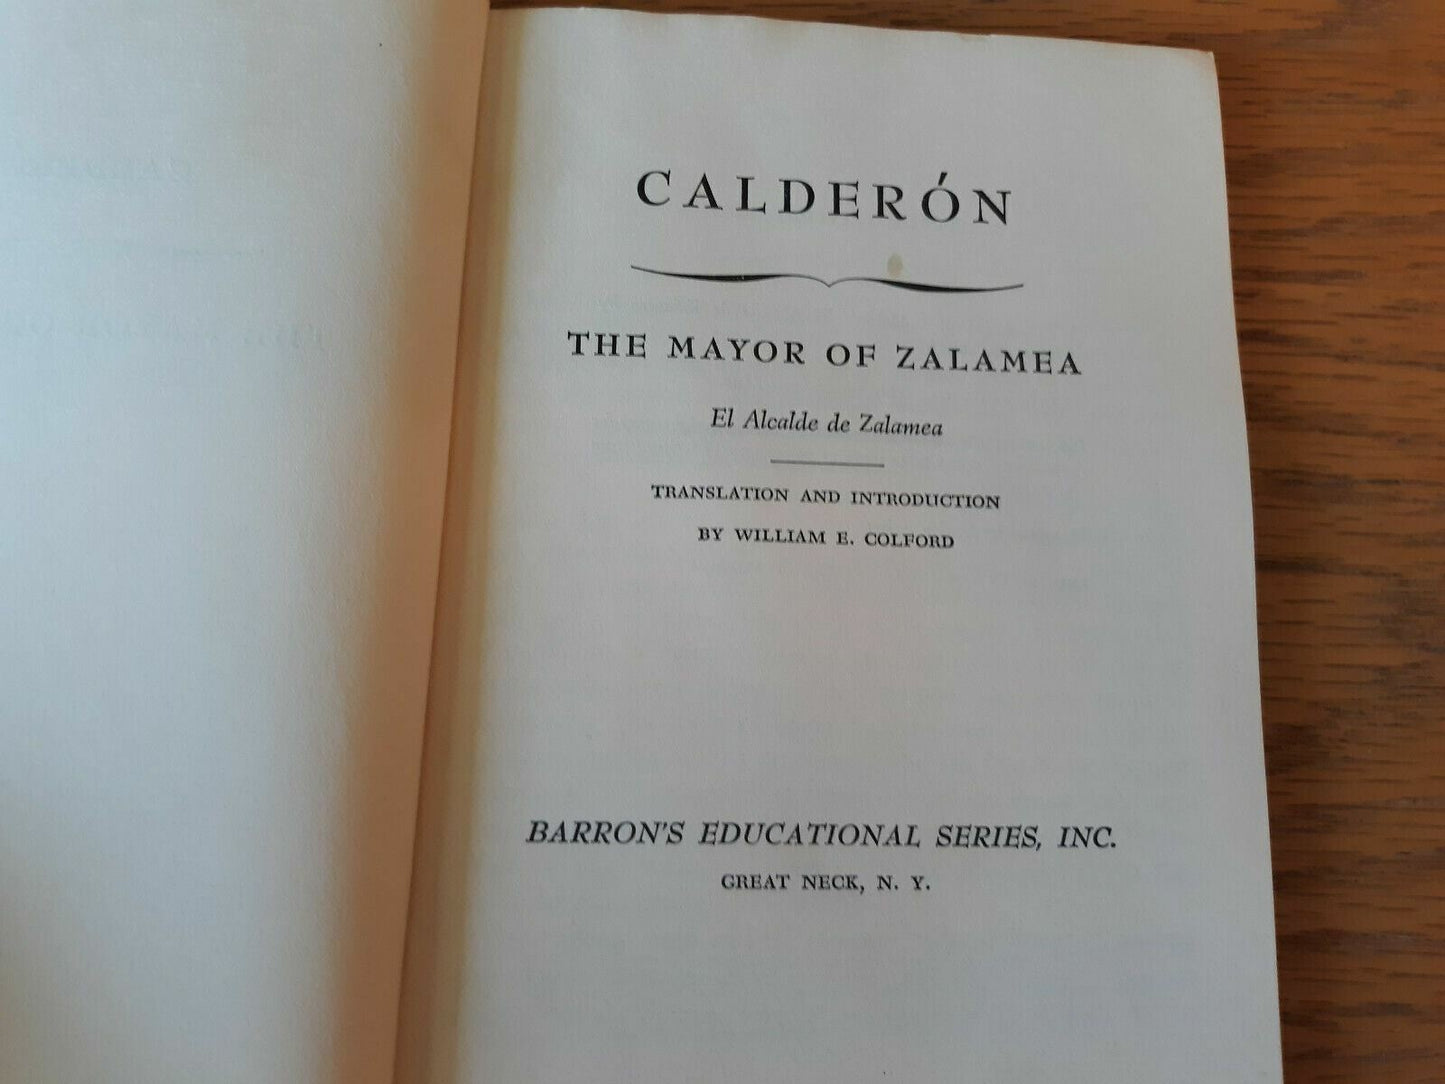 CALDERÓN
THE MAYOR OF ZALAMEA
El Alcalde de Zalamea
TRANSLATION AND INTRODUCTION
BY WILLIAM E. COLFORD
BARRON'S EDUCATIONAL SERIES, INC.
GREAT NECK, N. Y.